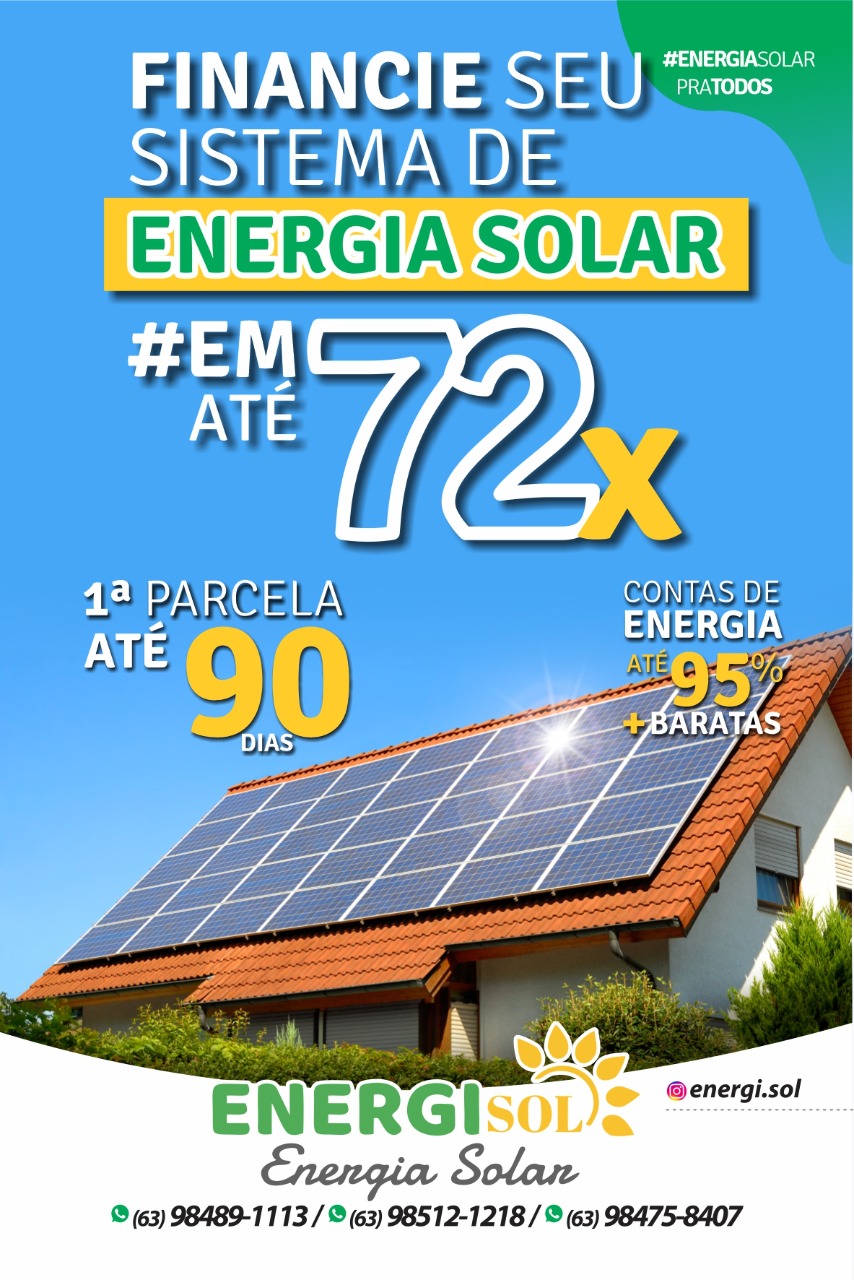 FINANCIE SEU
SISTEMA DE
ENERGIA SOLAR
#ENERGIASOLAR
PRATODOS
#EM
ATÉ
72x
1ª PARCELA
ATÉ 90
DIAS
CONTAS DE
ENERGIA
ATÉ 95%
+BARATAS
ENERGISOL
Energia Solar
energi.sol
(63) 98489-1113 / (63) 98512-1218 / (63) 98475-8407